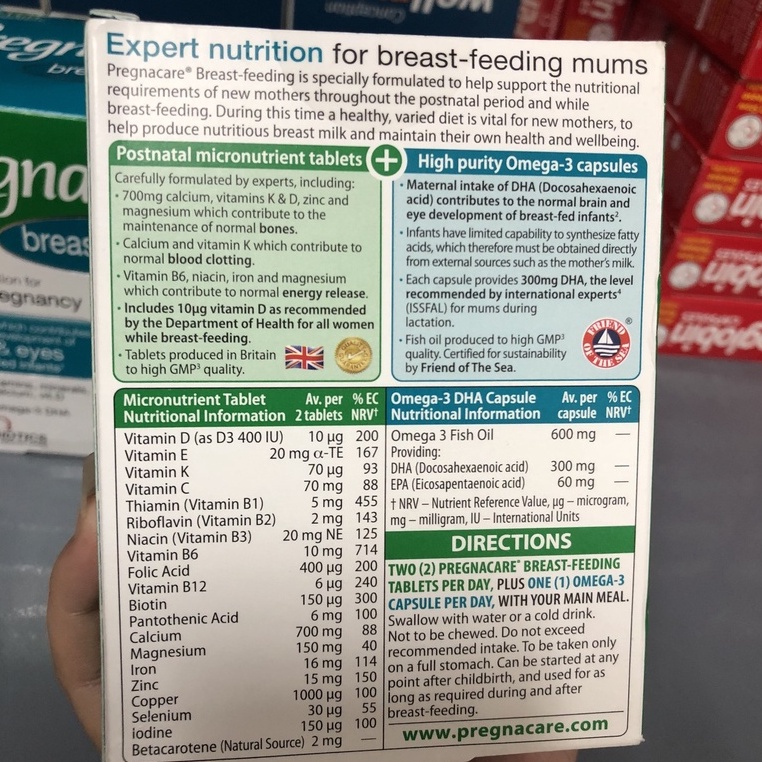 Expert nutrition for breast-feeding mums
Pregnacare® Breast-feeding is specially formulated to help support the nutritional
requirements of new mothers throughout the postnatal period and while
breast-feeding. During this time a healthy, varied diet is vital for new mothers, to
help produce nutritious breast milk and maintain their own health and wellbeing.
Postnatal micronutrient tablets
Carefully formulated by experts, including:
• 700mg calcium, vitamins K & D, zinc and
magnesium which contribute to the
maintenance of normal bones.
• Calcium and vitamin K which contribute to
normal blood clotting.
• Vitamin B6, niacin, iron and magnesium
which contribute to normal energy release.
• Includes 10µg vitamin D as recommended
by the Department of Health for all women
while breast-feeding.
• Tablets produced in Britain
to high GMP³ quality.
+
High purity Omega-3 capsules
• Maternal intake of DHA (Docosahexaenoic
acid) contributes to the normal brain and
eye development of breast-fed infants².
• Infants have limited capability to synthesize fatty
acids, which therefore must be obtained directly
from external sources such as the mother's milk.
• Each capsule provides 300mg DHA, the level
recommended by international experts⁴
(ISSFAL) for mums during
lactation.
• Fish oil produced to high GMP³
quality. Certified for sustainability
by Friend of The Sea.
FRIEND OF THE SEA ®
Micronutrient Tablet Av. per % EC
Nutritional Information 2 tablets NRV†
Vitamin D (as D3 400 IU) 10 µg 200
Vitamin E 20 mg α-TE 167
Vitamin K 70 µg 93
Vitamin C 70 mg 88
Thiamin (Vitamin B1) 5 mg 455
Riboflavin (Vitamin B2) 2 mg 143
Niacin (Vitamin B3) 20 mg NE 125
Vitamin B6 10 mg 714
Folic Acid 400 µg 200
Vitamin B12 6 µg 240
Biotin 150 µg 300
Pantothenic Acid 6 mg 100
Calcium 700 mg 88
Magnesium 150 mg 40
Iron 16 mg 114
Zinc 15 mg 150
Copper 1000 µg 100
Selenium 30 µg 55
Iodine 150 µg 100
Betacarotene (Natural Source) 2 mg —
Omega-3 DHA Capsule Av. per % EC
Nutritional Information capsule NRV†
Omega 3 Fish Oil 600 mg —
Providing:
DHA (Docosahexaenoic acid) 300 mg —
EPA (Eicosapentaenoic acid) 60 mg —
† NRV – Nutrient Reference Value, µg – microgram,
mg – milligram, IU – International Units
DIRECTIONS
TWO (2) PREGNACARE® BREAST-FEEDING
TABLETS PER DAY, PLUS ONE (1) OMEGA-3
CAPSULE PER DAY, WITH YOUR MAIN MEAL.
Swallow with water or a cold drink.
Not to be chewed. Do not exceed
recommended intake. To be taken only
on a full stomach. Can be started at any
point after childbirth, and used for as
long as required during and after
breast-feeding.
www.pregnacare.com